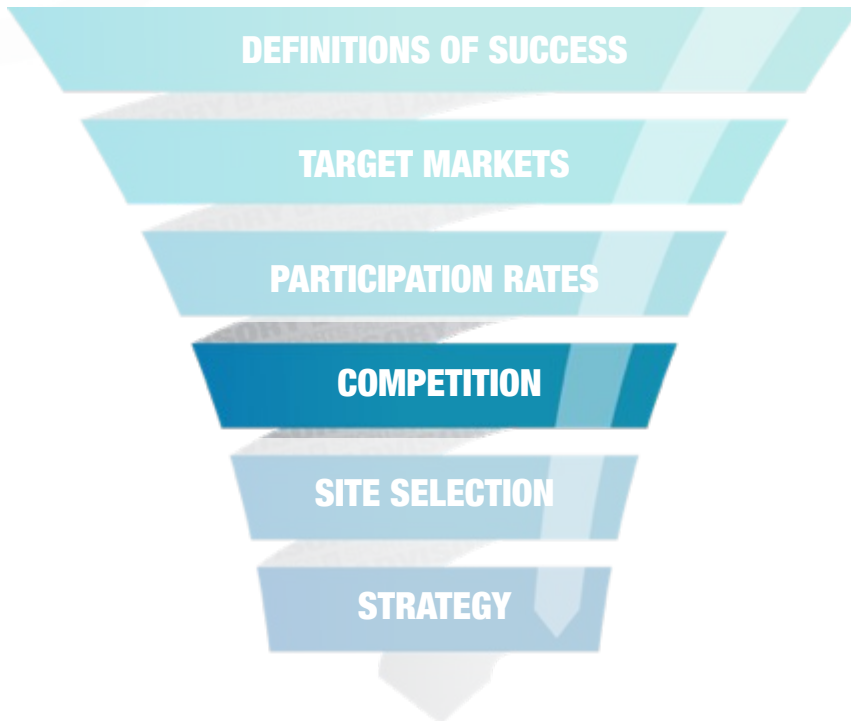 DEFINITIONS OF SUCCESS
TARGET MARKETS
PARTICIPATION RATES
COMPETITION
SITE SELECTION
STRATEGY